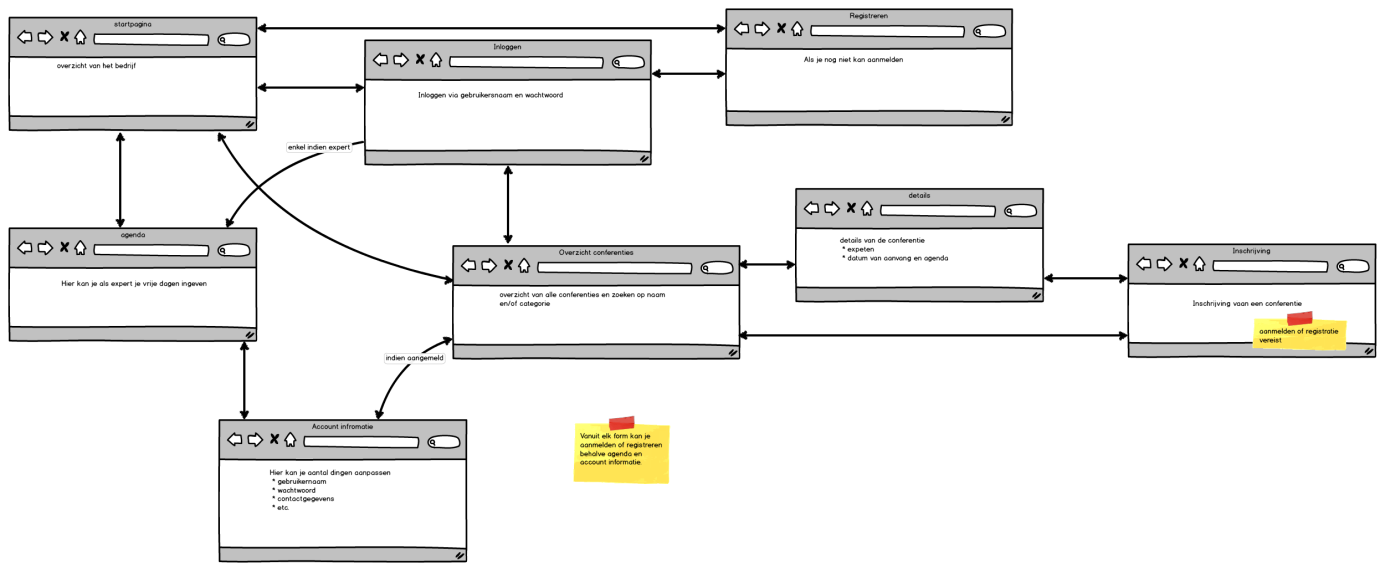 startpagina
overzicht van het bedrijf
Inloggen
Inloggen via gebruikersnaam en wachtwoord
Registreren
Als je nog niet kan aanmelden
enkel indien expert
agenda
Hier kan je als expert je vrije dagen ingeven
Overzicht conferenties
overzicht van alle conferenties en zoeken op naam
en/of categorie
details
details van de conferentie
* expeten
* datum van aanvang en agenda
Inschrijving
Inschrijving vaan een conferentie
aanmelden of registratie
vereist
indien aangemeld
Account infromatie
Hier kan je aantal dingen aanpassen
* gebruikernaam
* wachtwoord
* contactgegevens
* etc.
Vanuit elk form kan je
aanmelden of registreren
behalve agenda en
account informatie.